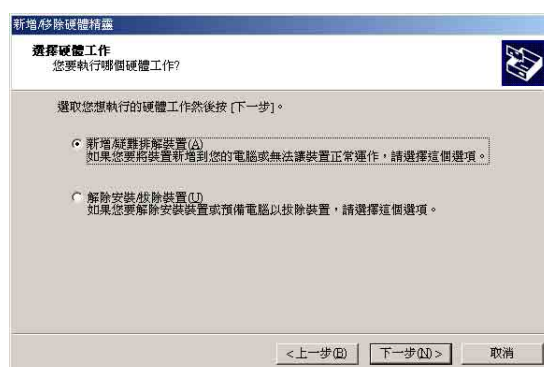 新增/移除硬體精靈
選擇硬體工作
您要執行哪個硬體工作?
選取您想執行的硬體工作然後按 [下一步]。
新增/疑難排解裝置(A)
如果您要將裝置新增到您的電腦或無法讓裝置正常運作，請選擇這個選項。
解除安裝/拔除裝置(U)
如果您要解除安裝裝置或預備電腦以拔除裝置，請選擇這個選項。
<上一步(B) 下一步(N)> 取消